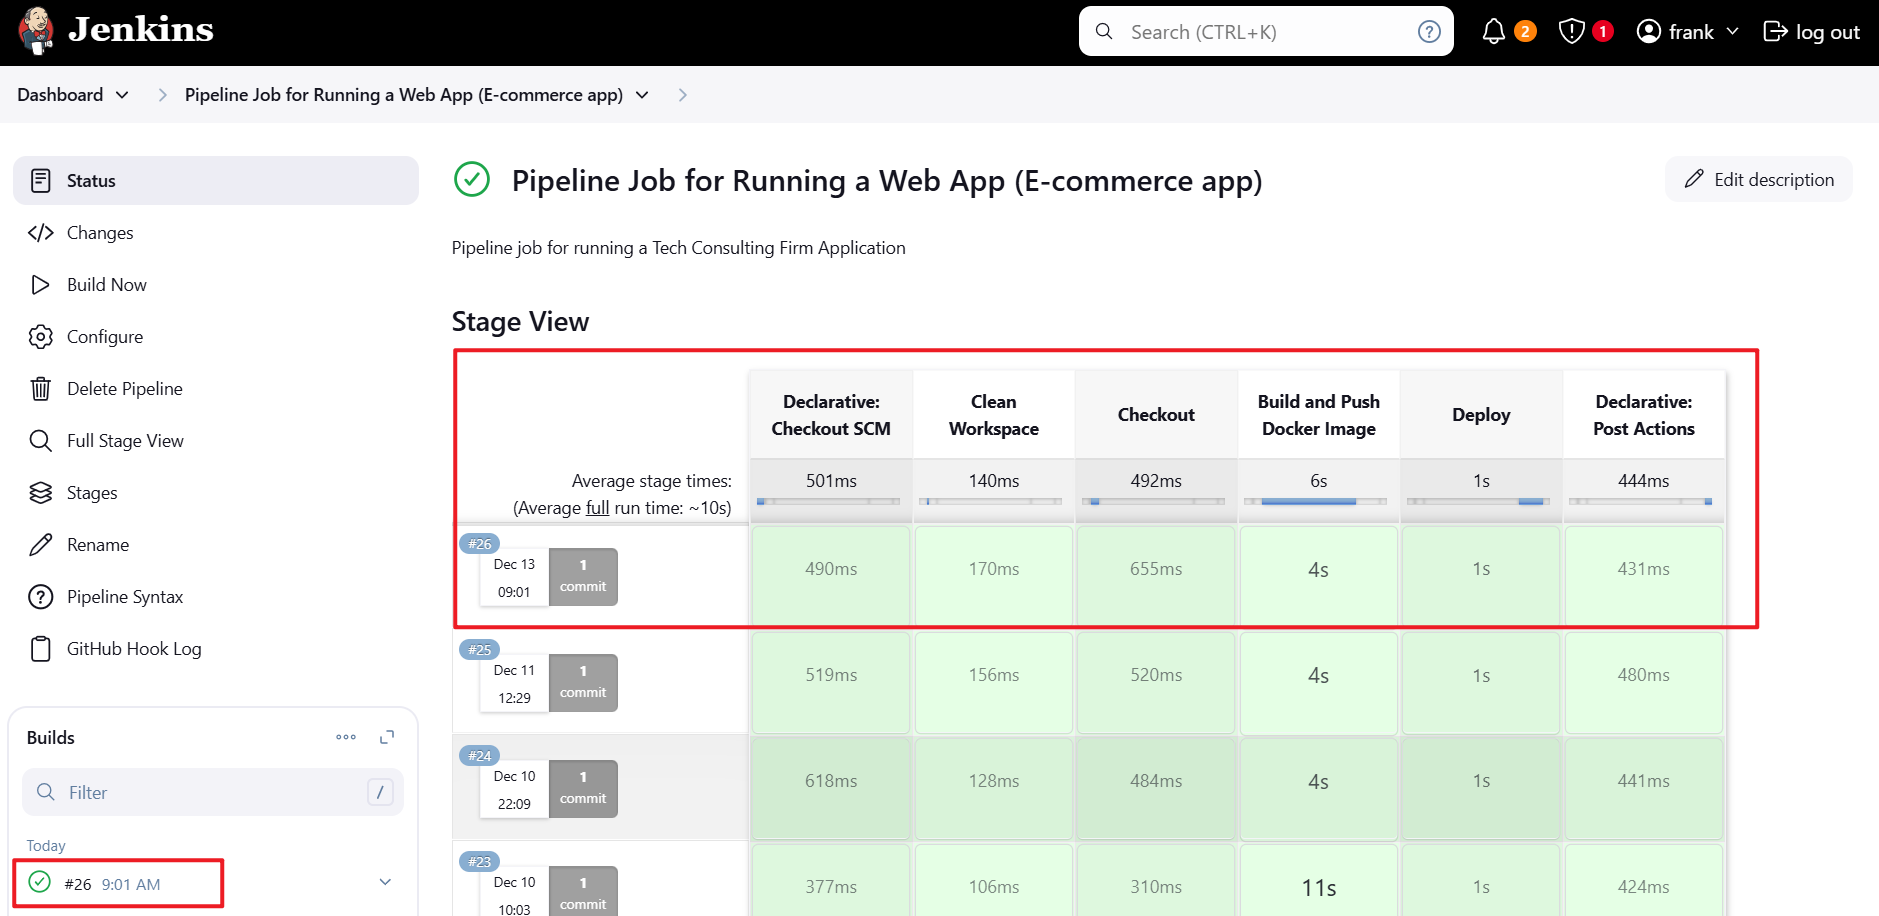 Jenkins
Search (CTRL+K)
?
2
1
frank
log out
Dashboard
Pipeline Job for Running a Web App (E-commerce app)
Status
Changes
Build Now
Configure
Delete Pipeline
Full Stage View
Stages
Rename
Pipeline Syntax
GitHub Hook Log
Builds
Filter
/
Today
#26 9:01 AM
Pipeline Job for Running a Web App (E-commerce app)
Edit description
Pipeline job for running a Tech Consulting Firm Application
Stage View
Declarative:
Checkout SCM
Clean
Workspace
Checkout
Build and Push
Docker Image
Deploy
Declarative:
Post Actions
Average stage times:
(Average full run time: ~10s)
501ms
140ms
492ms
6s
1s
444ms
#26
Dec 13
09:01
1
commit
490ms
170ms
655ms
4s
1s
431ms
#25
Dec 11
12:29
1
commit
519ms
156ms
520ms
4s
1s
480ms
#24
Dec 10
22:09
1
commit
618ms
128ms
484ms
4s
1s
441ms
#23
Dec 10
10:03
1
commit
377ms
106ms
310ms
11s
1s
424ms